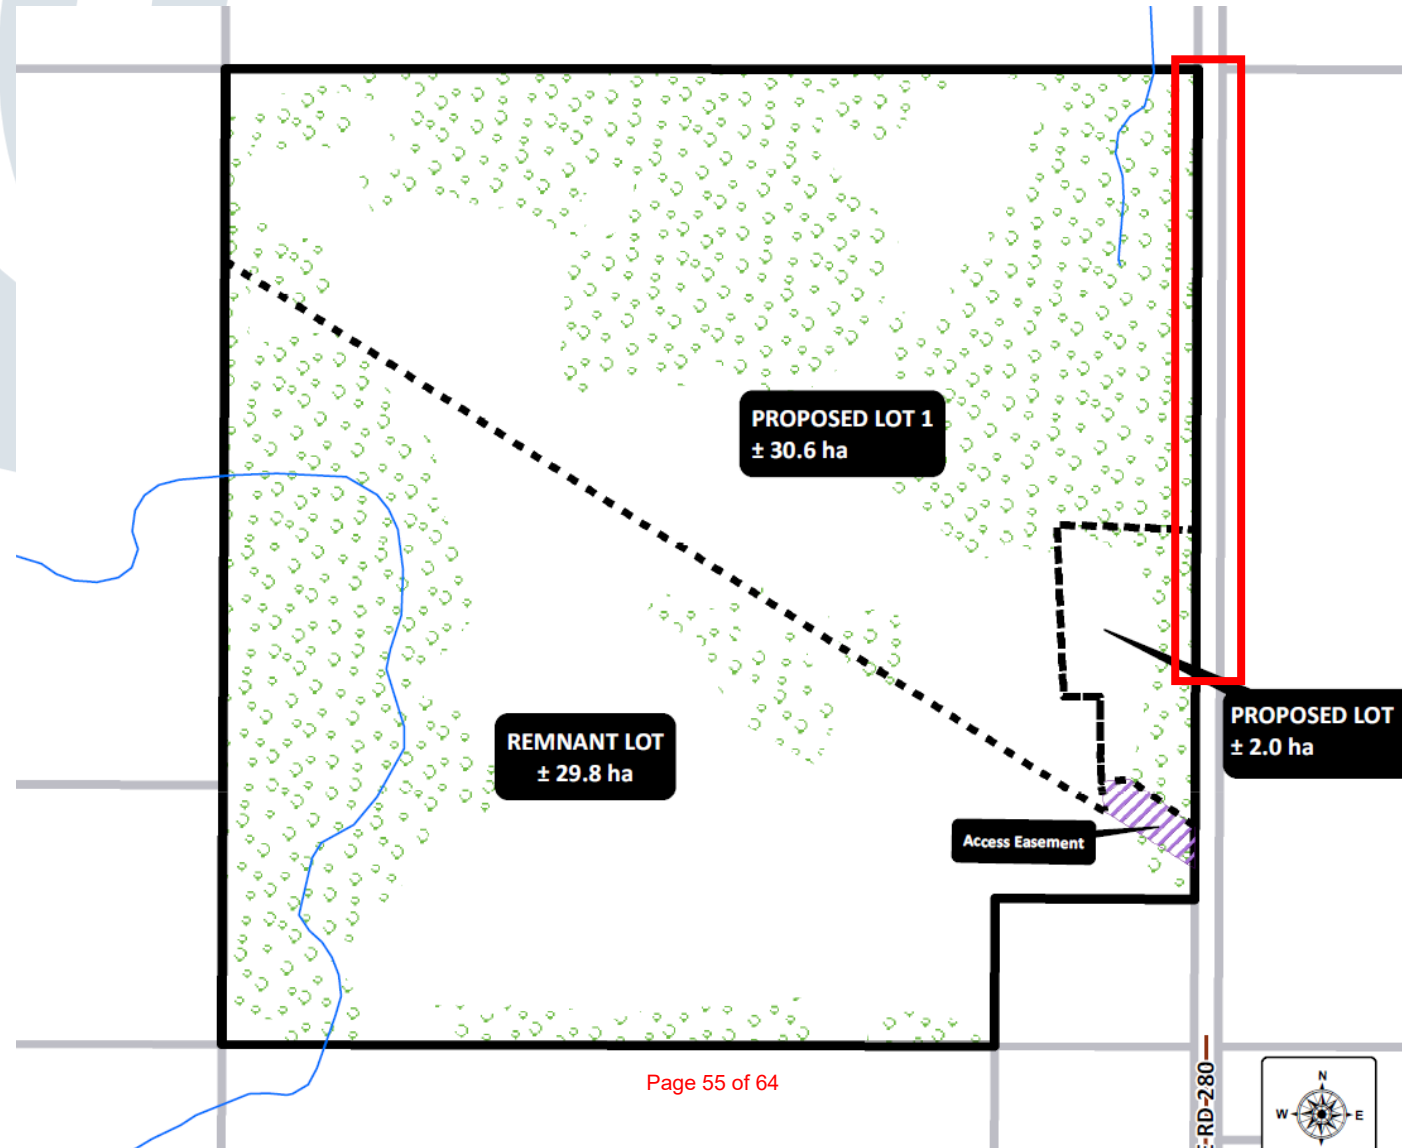 PROPOSED LOT 1
± 30.6 ha
PROPOSED LOT
± 2.0 ha
REMNANT LOT
± 29.8 ha
Access Easement
Page 55 of 64
RD 280
N
W
E